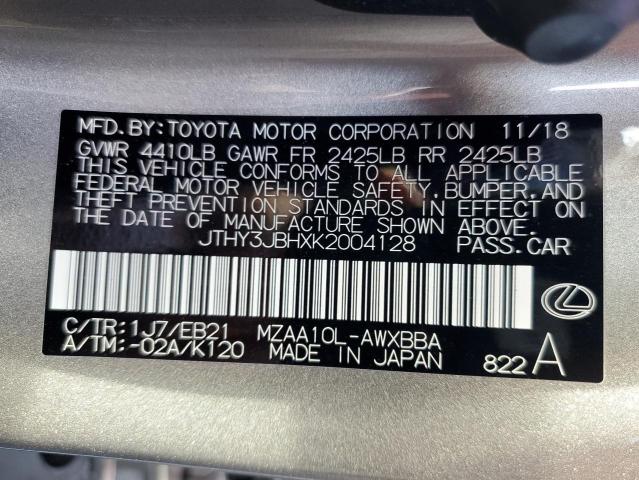 MFD.BY:TOYOTA MOTOR CORPORATION 11/18
GVWR 4410LB GAWR FR 2425LB RR 2425LB
THIS VEHICLE CONFORMS TO ALL APPLICABLE
FEDERAL MOTOR VEHICLE SAFETY,BUMPER,AND
THEFT PREVENTION STANDARDS IN EFFECT ON
THE DATE OF MANUFACTURE SHOWN ABOVE.
JTHY3JBHXK2004128 PASS.CAR
C/TR:1J7/EB21 MZAA10L-AWXBBA
A/TM:-02A/K120 MADE IN JAPAN 822 A